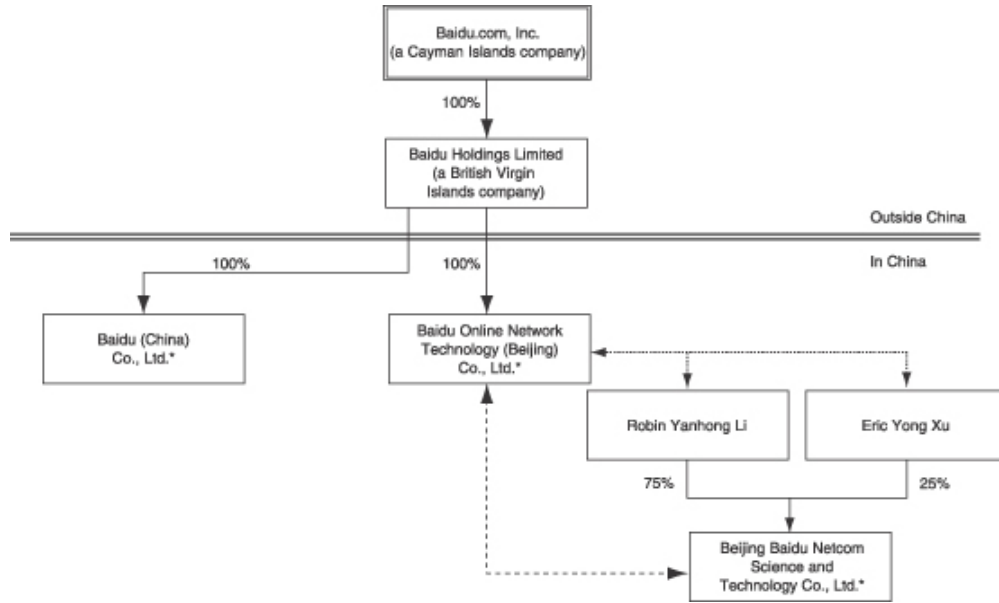 Baidu.com, Inc.
(a Cayman Islands company)
100%
Baidu Holdings Limited
(a British Virgin
Islands company)
Outside China
In China
100%
100%
Baidu (China)
Co., Ltd.*
Baidu Online Network
Technology (Beijing)
Co., Ltd.*
Robin Yanhong Li
Eric Yong Xu
75%
25%
Beijing Baidu Netcom
Science and
Technology Co., Ltd.*